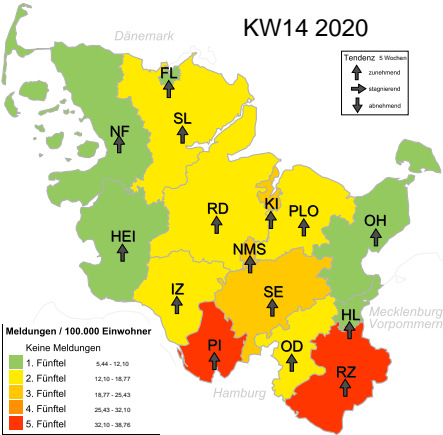 KW14 2020
Dänemark
Tendenz 5 Wochen
zunehmend
stagnierend
abnehmend
FL
SL
NF
RD
KI
PLO
OH
HEI
NMS
IZ
SE
HL
Mecklenburg
Vorpommern
PI
OD
RZ
Hamburg
Meldungen / 100.000 Einwohner
Keine Meldungen
1. Fünftel 5,44 - 12,10
2. Fünftel 12,10 - 18,77
3. Fünftel 18,77 - 25,43
4. Fünftel 25,43 - 32,10
5. Fünftel 32,10 - 38,76